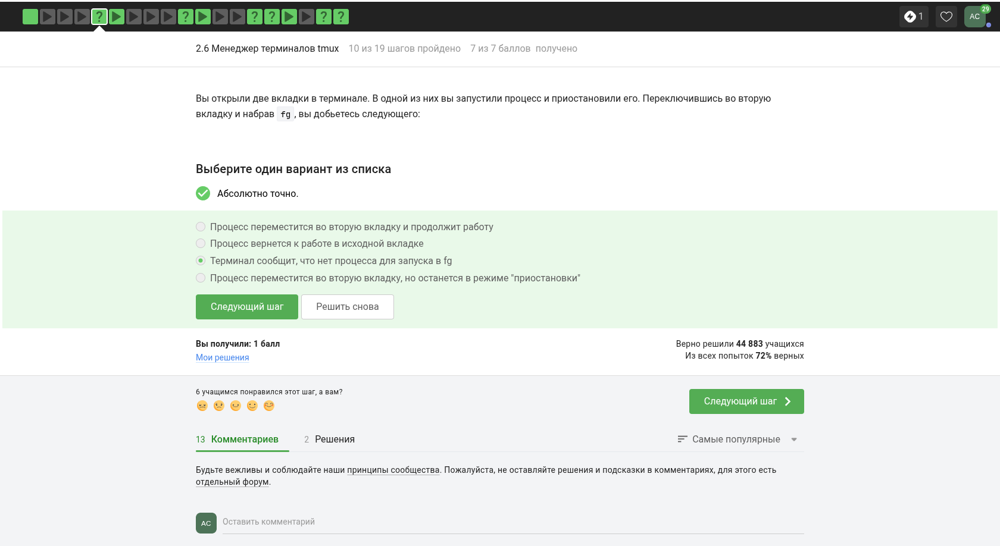 ? ? ? ? ? ?
1
AC
29
2.6 Менеджер терминалов tmux 10 из 19 шагов пройдено 7 из 7 баллов получено
Вы открыли две вкладки в терминале. В одной из них вы запустили процесс и приостановили его. Переключившись во вторую
вкладку и набрав fg , вы добьетесь следующего:
Выберите один вариант из списка
Абсолютно точно.
Процесс переместится во вторую вкладку и продолжит работу
Процесс вернется к работе в исходной вкладке
Терминал сообщит, что нет процесса для запуска в fg
Процесс переместится во вторую вкладку, но останется в режиме "приостановки"
Следующий шаг Решить снова
Вы получили: 1 балл
Мои решения
Верно решили 44 883 учащихся
Из всех попыток 72% верных
6 учащимся понравился этот шаг, а вам?
Следующий шаг
13 Комментариев 2 Решения Самые популярные
Будьте вежливы и соблюдайте наши принципы сообщества. Пожалуйста, не оставляйте решения и подсказки в комментариях, для этого есть
отдельный форум.
AC Оставить комментарий